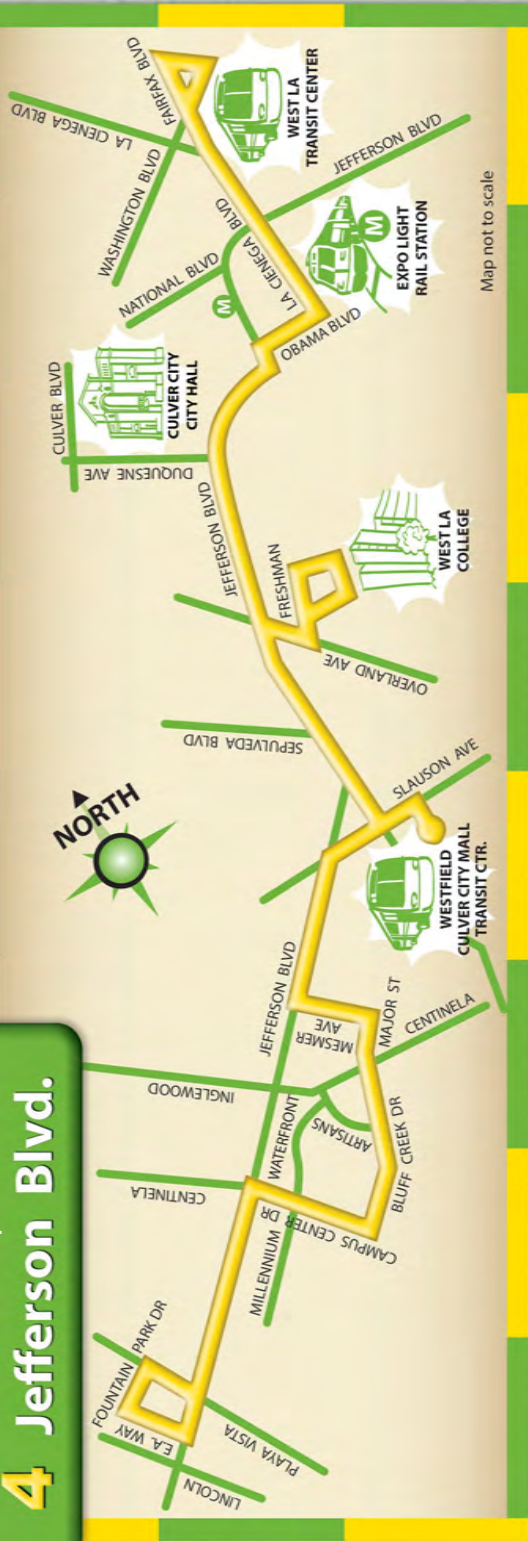 4 Jefferson Blvd.
LINCOLN
E.A. WAY
FOUNTAIN PARK DR
PLAYA VISTA
CENTINELA
INGLEWOOD
MILLENNIUM
WATERFRONT
CAMPUS CENTER DR
ARTISANS
BLUFF CREEK DR
JEFFERSON BLVD
MESMER
AVE
MAJOR ST
CENTINELA
NORTH
WESTFIELD
CULVER CITY MALL
TRANSIT CTR.
SLAUSON AVE
SEPULVEDA BLVD
OVERLAND AVE
FRESHMAN
WEST LA
COLLEGE
JEFFERSON BLVD
DUQUESNE AVE
CULVER BLVD
CULVER CITY
CITY HALL
OBAMA BLVD
M
LA CIENEGA BLVD
NATIONAL BLVD
M
EXPO LIGHT
RAIL STATION
JEFFERSON BLVD
WASHINGTON BLVD
LA CIENEGA BLVD
FAIRFAX BLVD
WEST LA
TRANSIT CENTER
Map not to scale